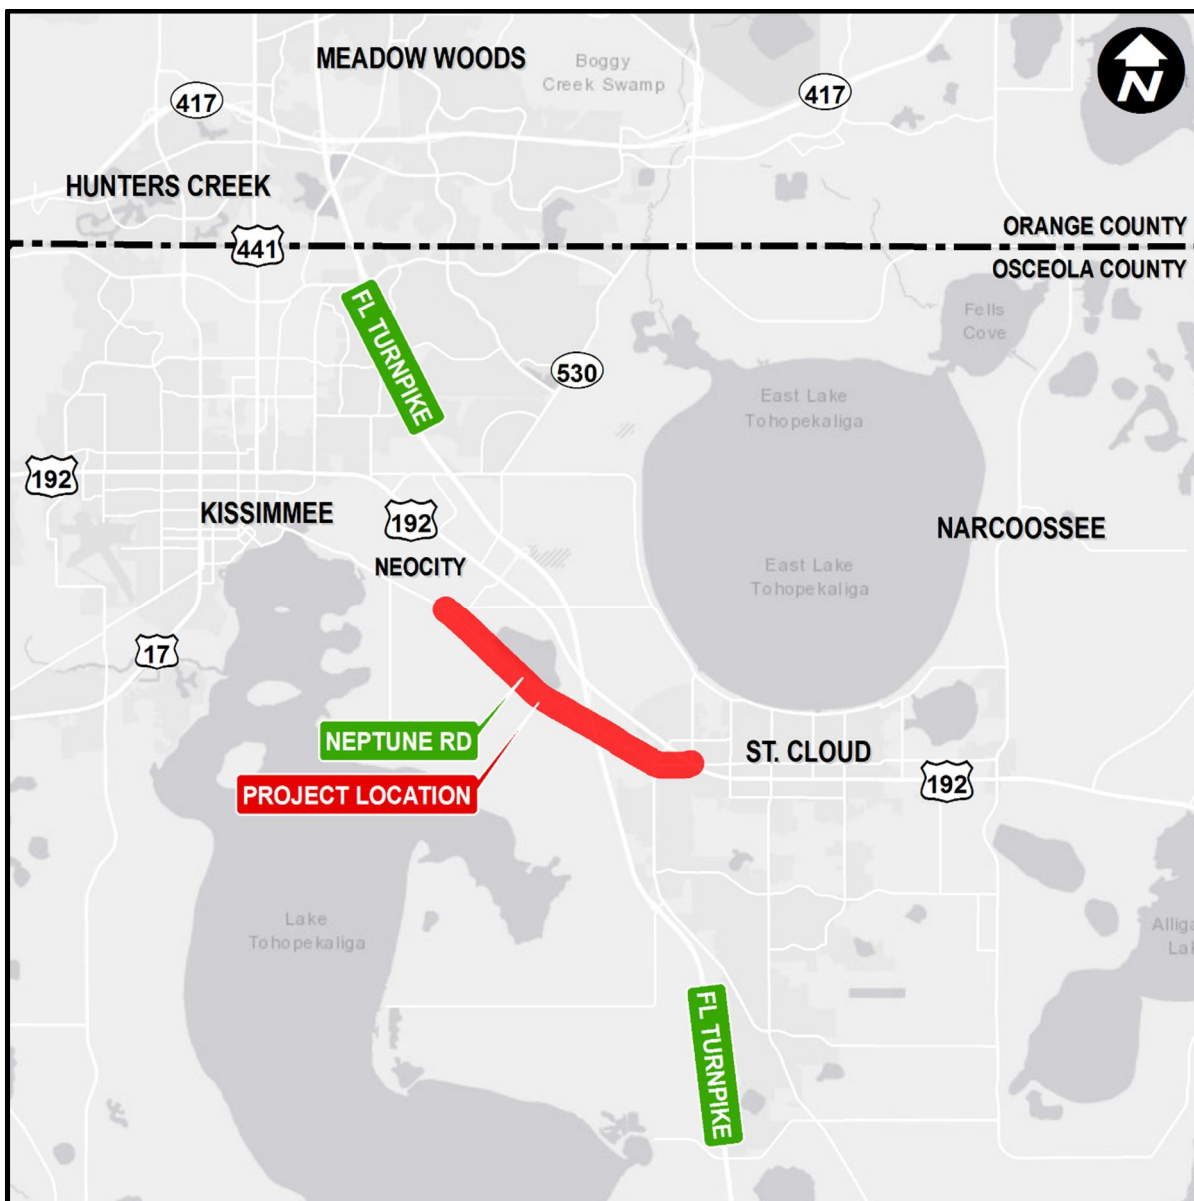 MEADOW WOODS
Boggy
Creek Swamp
N
417
417
HUNTERS CREEK
ORANGE COUNTY
441
OSCEOLA COUNTY
FL TURNPIKE
Fells
Cove
530
East Lake
Tohopekaliga
192
KISSIMMEE
192
NARCOOSSEE
NEOCITY
East Lake
Tohopekaliga
17
NEPTUNE RD
ST. CLOUD
192
PROJECT LOCATION
Lake
Tohopekaliga
Alliga
Lak
FL TURNPIKE